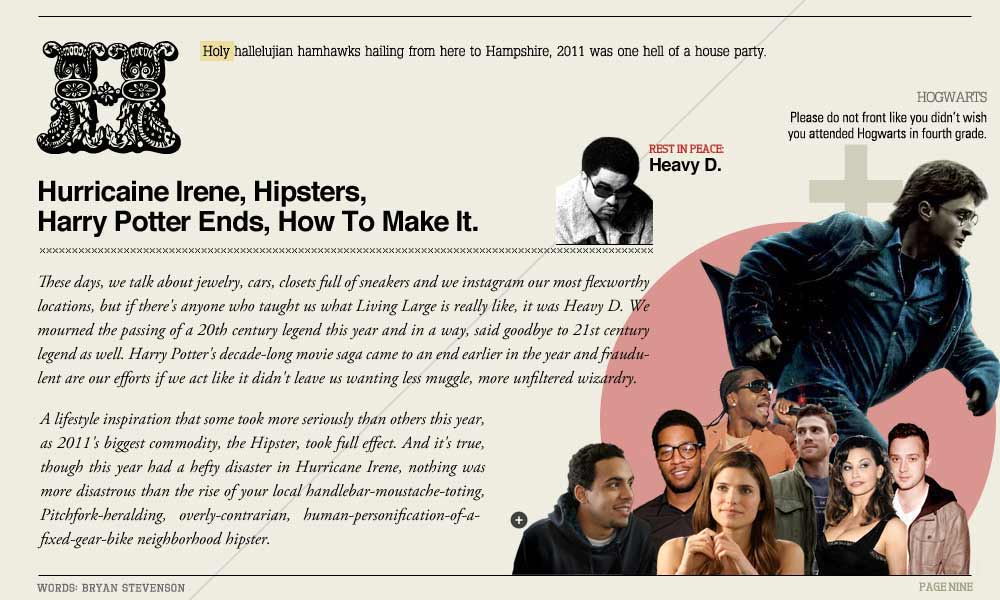 H
Holy hallelujian hamhawks hailing from here to Hampshire, 2011 was one hell of a house party.
HOGWARTS
Please do not front like you didn't wish
you attended Hogwarts in fourth grade.
REST IN PEACE:
Heavy D.
Hurricaine Irene, Hipsters,
Harry Potter Ends, How To Make It.
These days, we talk about jewelry, cars, closets full of sneakers and we instagram our most flexworthy
locations, but if there's anyone who taught us what Living Large is really like, it was Heavy D. We
mourned the passing of a 20th century legend this year and in a way, said goodbye to 21st century
legend as well. Harry Potter's decade-long movie saga came to an end earlier in the year and fraudu-
lent are our efforts if we act like it didn't leave us wanting less muggle, more unfiltered wizardry.
A lifestyle inspiration that some took more seriously than others this year,
as 2011's biggest commodity, the Hipster, took full effect. And it's true,
though this year had a hefty disaster in Hurricane Irene, nothing was
more disastrous than the rise of your local handlebar-moustache-toting,
Pitchfork-heralding, overly-contrarian, human-personification-of-a-
fixed-gear-bike neighborhood hipster.
WORDS: BRYAN STEVENSON
PAGE NINE